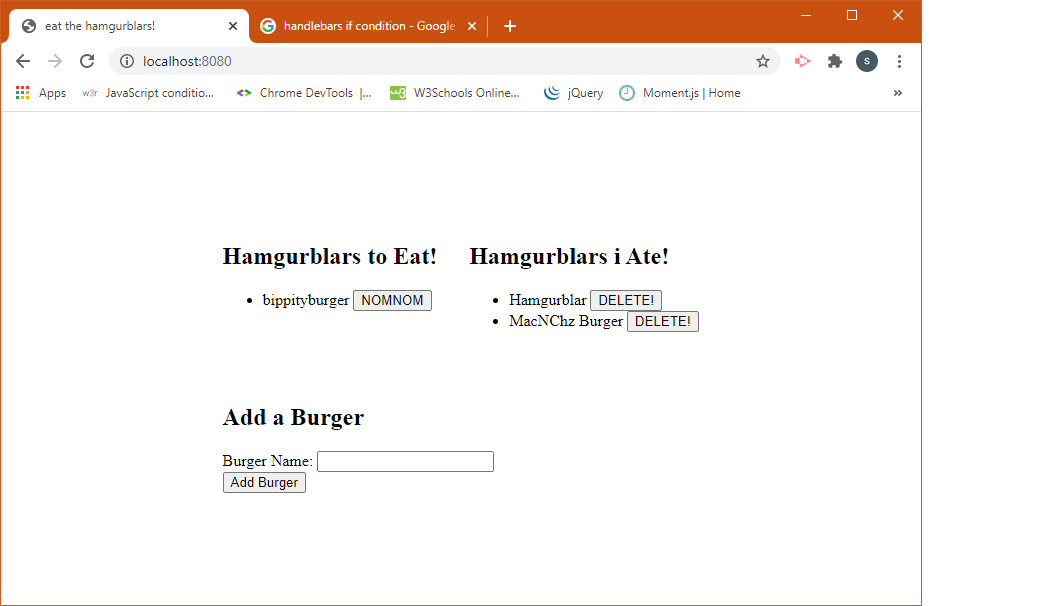 eat the hamgurblars!
handlebars if condition - Google
localhost:8080
S
Apps
w3r JavaScript conditio...
Chrome DevTools |...
W3 W3Schools Online...
jQuery
Moment.js | Home
»
Hamgurblars to Eat!
bippityburger NOMNOM
Hamgurblars i Ate!
Hamgurblar DELETE!
MacNChz Burger DELETE!
Add a Burger
Burger Name:
Add Burger